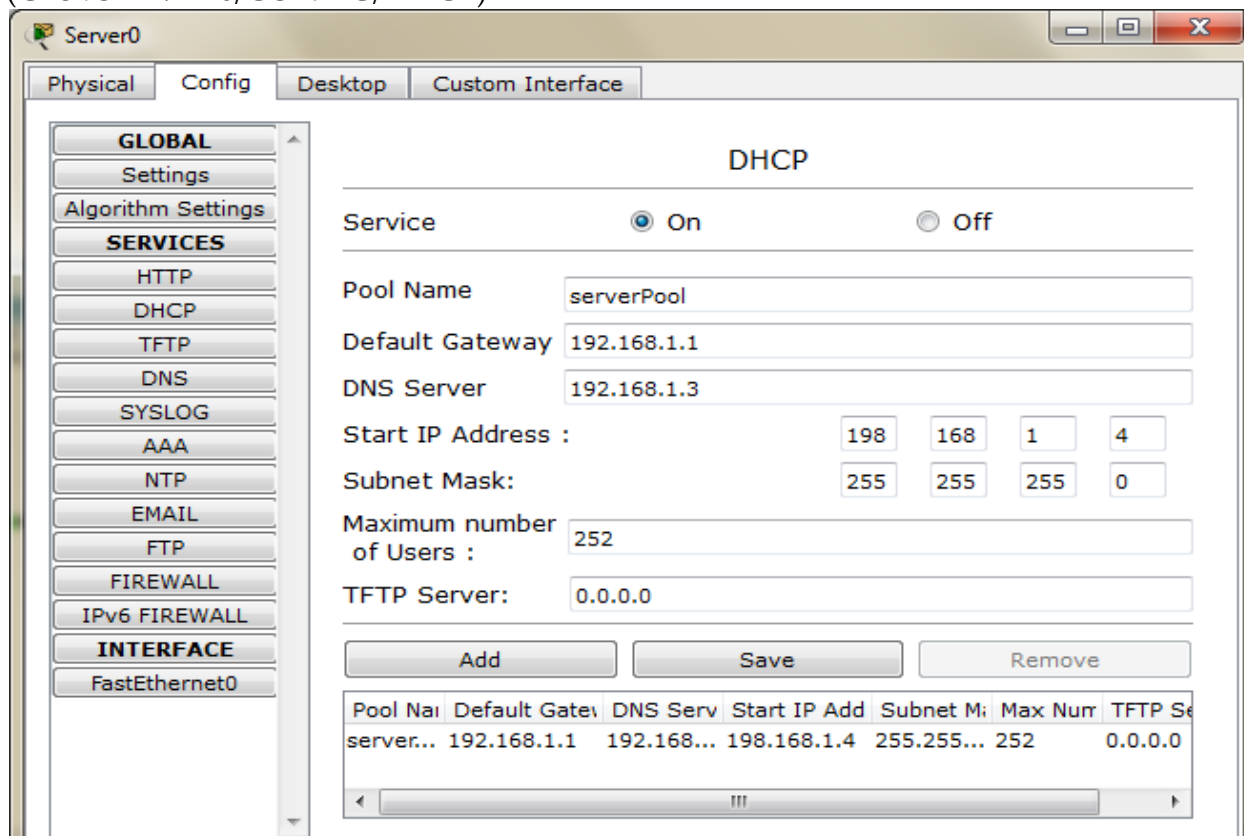 Server0
Physical Config Desktop Custom Interface
GLOBAL
Settings
Algorithm Settings
SERVICES
HTTP
DHCP
TFTP
DNS
SYSLOG
AAA
NTP
EMAIL
FTP
FIREWALL
IPv6 FIREWALL
INTERFACE
FastEthernet0
DHCP
Service On Off
Pool Name serverPool
Default Gateway 192.168.1.1
DNS Server 192.168.1.3
Start IP Address : 198 168 1 4
Subnet Mask: 255 255 255 0
Maximum number
of Users : 252
TFTP Server: 0.0.0.0
Add Save Remove
Pool Nar Default Gatev DNS Serv Start IP Add Subnet Ma Max Num TFTP Se
server... 192.168.1.1 192.168... 198.168.1.4 255.255... 252 0.0.0.0